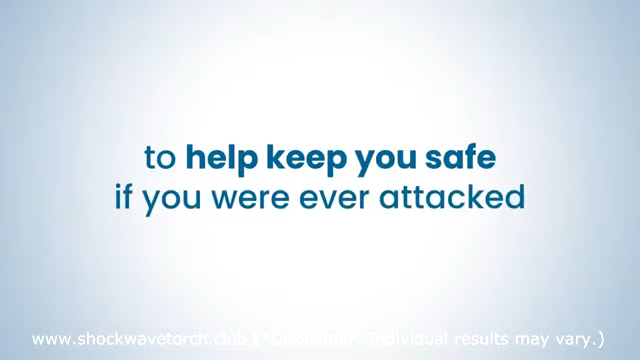 to help keep you safe
if you were ever attacked
www.shockwavetorch.club (*Disclaimer: Individual results may vary.)